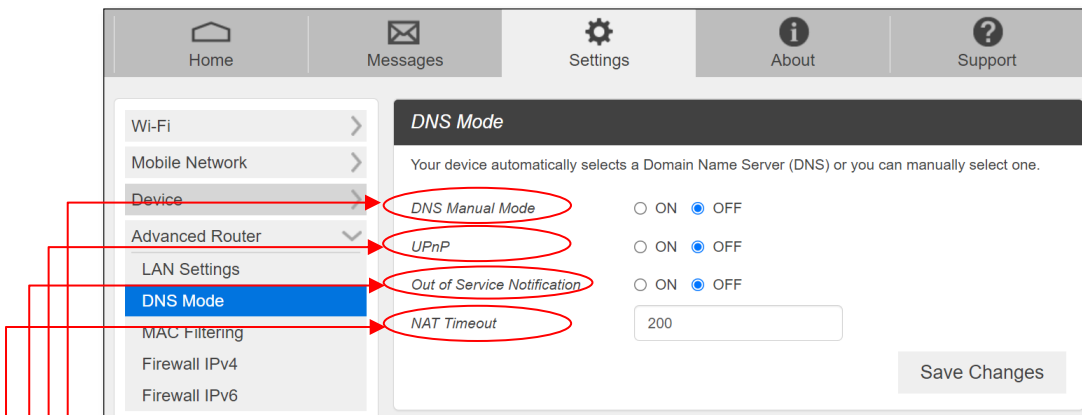 Home
Messages
Settings
About
Support
Wi-Fi
Mobile Network
Device
Advanced Router
LAN Settings
DNS Mode
MAC Filtering
Firewall IPv4
Firewall IPv6
DNS Mode
Your device automatically selects a Domain Name Server (DNS) or you can manually select one.
DNS Manual Mode ON OFF
UPnP ON OFF
Out of Service Notification ON OFF
NAT Timeout 200
Save Changes